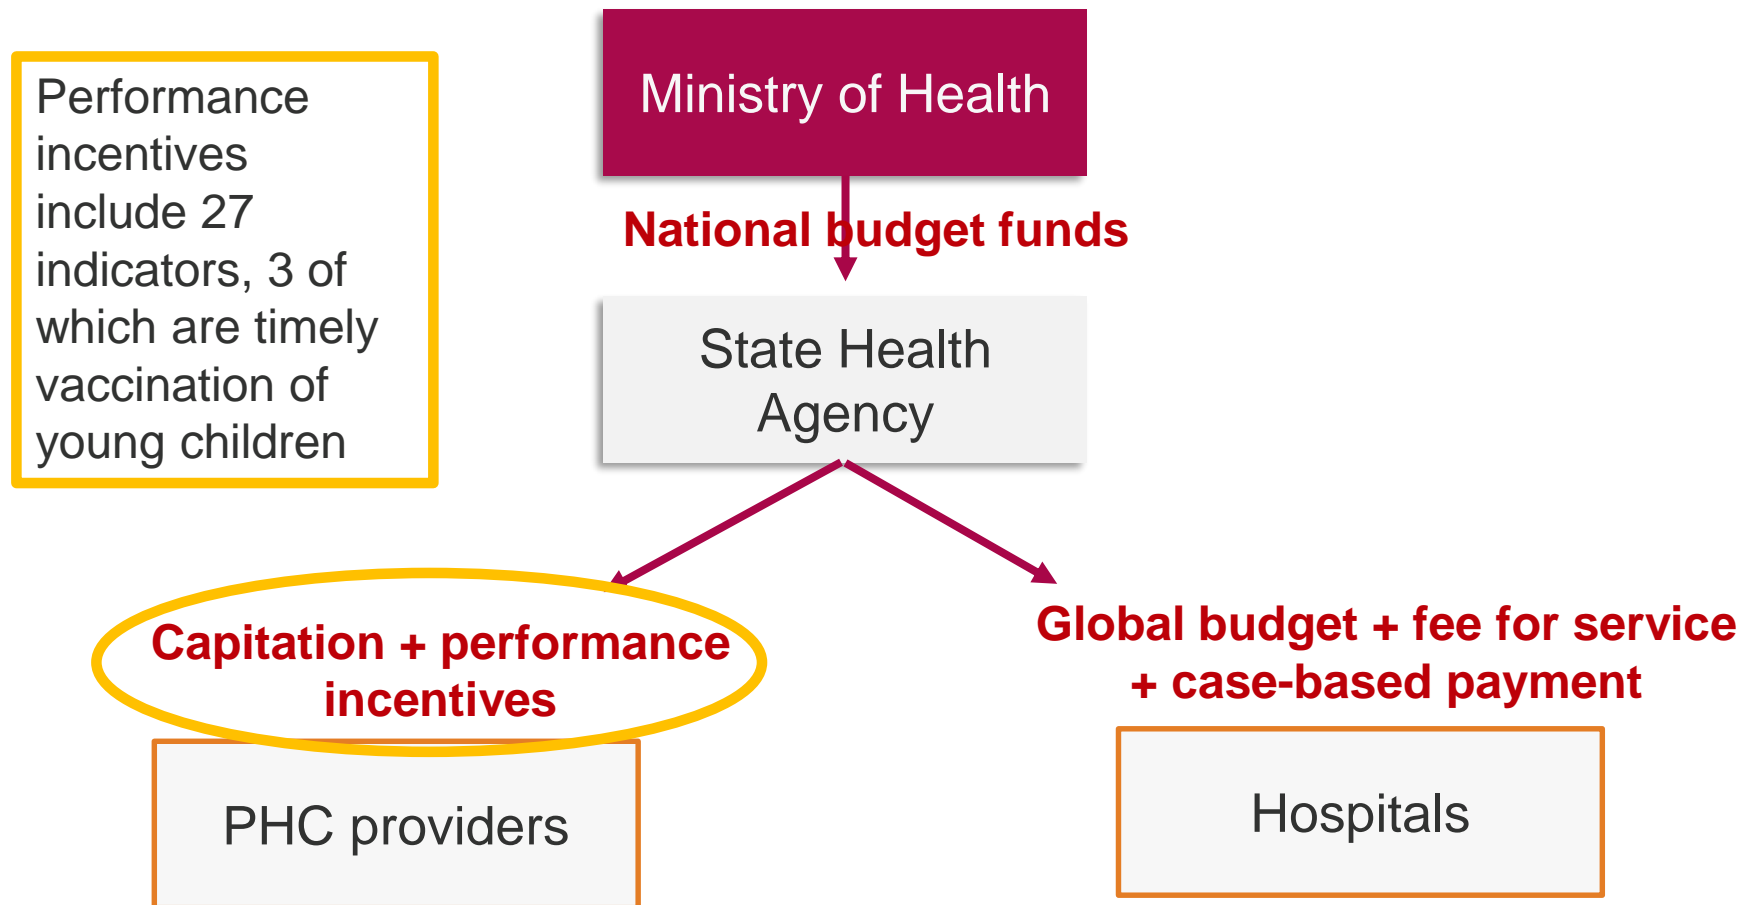 Performance
incentives
include 27
indicators, 3 of
which are timely
vaccination of
young children
Ministry of Health
National budget funds
State Health
Agency
Capitation + performance
incentives
PHC providers
Global budget + fee for service
+ case-based payment
Hospitals